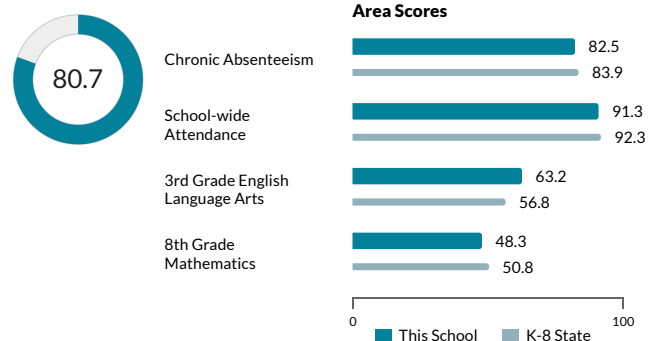 Area Scores
80.7
Chronic Absenteeism
82.5
83.9
School-wide
Attendance
91.3
92.3
3rd Grade English
Language Arts
63.2
56.8
8th Grade
Mathematics
48.3
50.8
0
100
This School
K-8 State